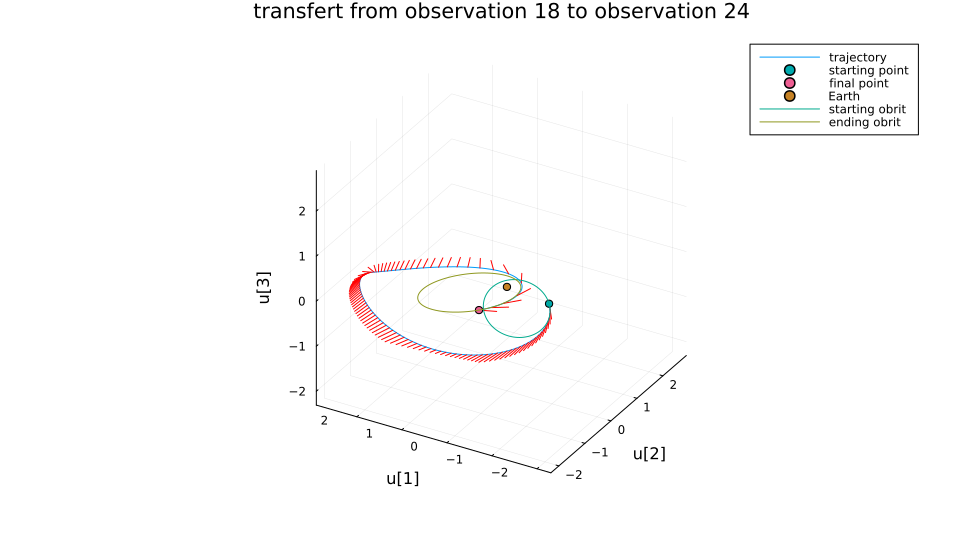 transfert from observation 18 to observation 24
trajectory
starting point
final point
Earth
starting obrit
ending obrit
u[3]
2
1
0
−1
−2
2
1
0
−1
−2
u[1]
−2
−1
0
1
2
u[2]